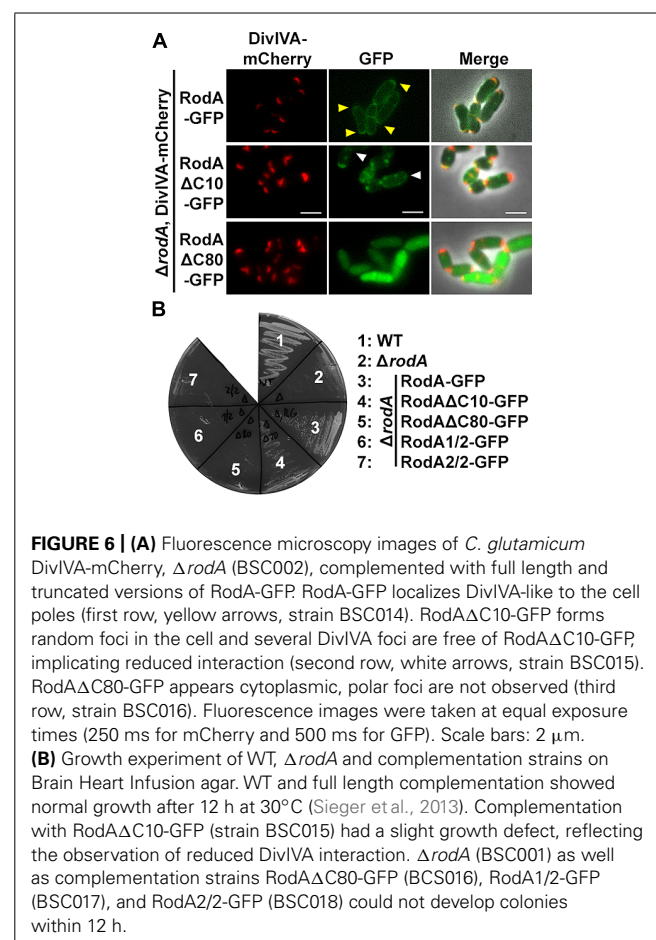 A
DivIVA-
mCherry
GFP
Merge
ΔrodA, DivIVA-mCherry
RodA
-GFP
RodA
ΔC10
-GFP
RodA
ΔC80
-GFP
B
1
2
3
4
5
6
7
WT
Δ
2/2 Δ
1/2 Δ
Δ80
1: WT
2: ΔrodA
3: RodA-GFP
4: RodAΔC10-GFP
5: RodAΔC80-GFP
6: RodA1/2-GFP
7: RodA2/2-GFP
ΔrodA
FIGURE 6 | (A) Fluorescence microscopy images of C. glutamicum
DivIVA-mCherry, ΔrodA (BSC002), complemented with full length and
truncated versions of RodA-GFP. RodA-GFP localizes DivIVA-like to the cell
poles (first row, yellow arrows, strain BSC014). RodAΔC10-GFP forms
random foci in the cell and several DivIVA foci are free of RodAΔC10-GFP,
implicating reduced interaction (second row, white arrows, strain BSC015).
RodAΔC80-GFP appears cytoplasmic, polar foci are not observed (third
row, strain BSC016). Fluorescence images were taken at equal exposure
times (250 ms for mCherry and 500 ms for GFP). Scale bars: 2 μm.
(B) Growth experiment of WT, ΔrodA and complementation strains on
Brain Heart Infusion agar. WT and full length complementation showed
normal growth after 12 h at 30°C (Sieger et al., 2013). Complementation
with RodAΔC10-GFP (strain BSC015) had a slight growth defect, reflecting
the observation of reduced DivIVA interaction. ΔrodA (BSC001) as well
as complementation strains RodAΔC80-GFP (BCS016), RodA1/2-GFP
(BSC017), and RodA2/2-GFP (BSC018) could not develop colonies
within 12 h.